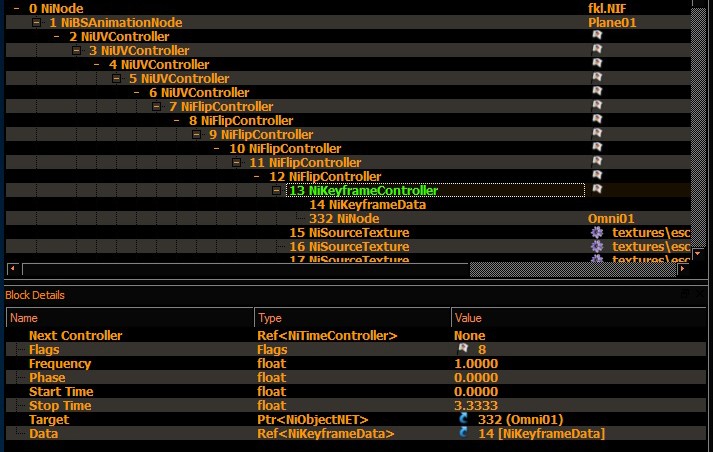 0 NiNode fkl.NIF
1 NiBSAnimationNode Plane01
2 NiUVController
3 NiUVController
4 NiUVController
5 NiUVController
6 NiUVController
7 NiFlipController
8 NiFlipController
9 NiFlipController
10 NiFlipController
11 NiFlipController
12 NiFlipController
13 NiKeyframeController
14 NiKeyframeData
332 NiNode Omni01
15 NiSourceTexture textures\esc
16 NiSourceTexture textures\esc
17 NiSourceTexture textures\esc
Block Details
Name Type Value
Next Controller Ref<NiTimeController> None
Flags Flags 8
Frequency float 1.0000
Phase float 0.0000
Start Time float 0.0000
Stop Time float 3.3333
Target Ptr<NiObjectNET> 332 (Omni01)
Data Ref<NiKeyframeData> 14 [NiKeyframeData]